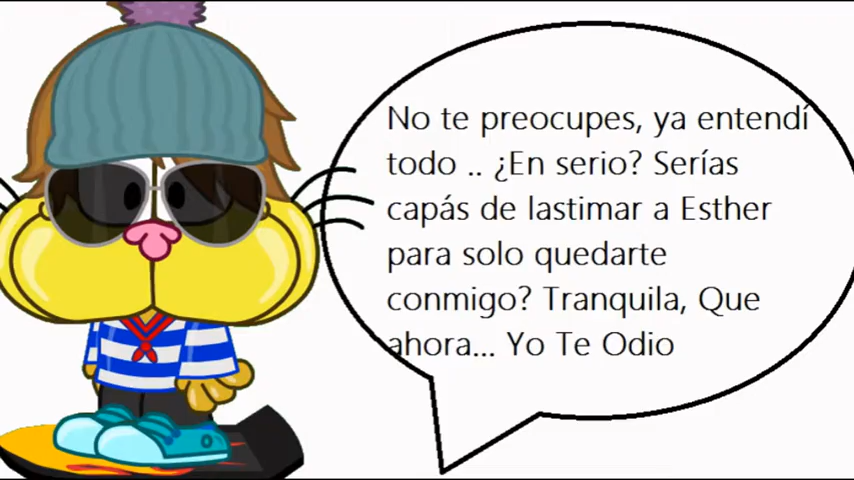 No te preocupes, ya entendí
todo .. ¿En serio? Serías
capás de lastimar a Esther
para solo quedarte
conmigo? Tranquila, Que
ahora... Yo Te Odio